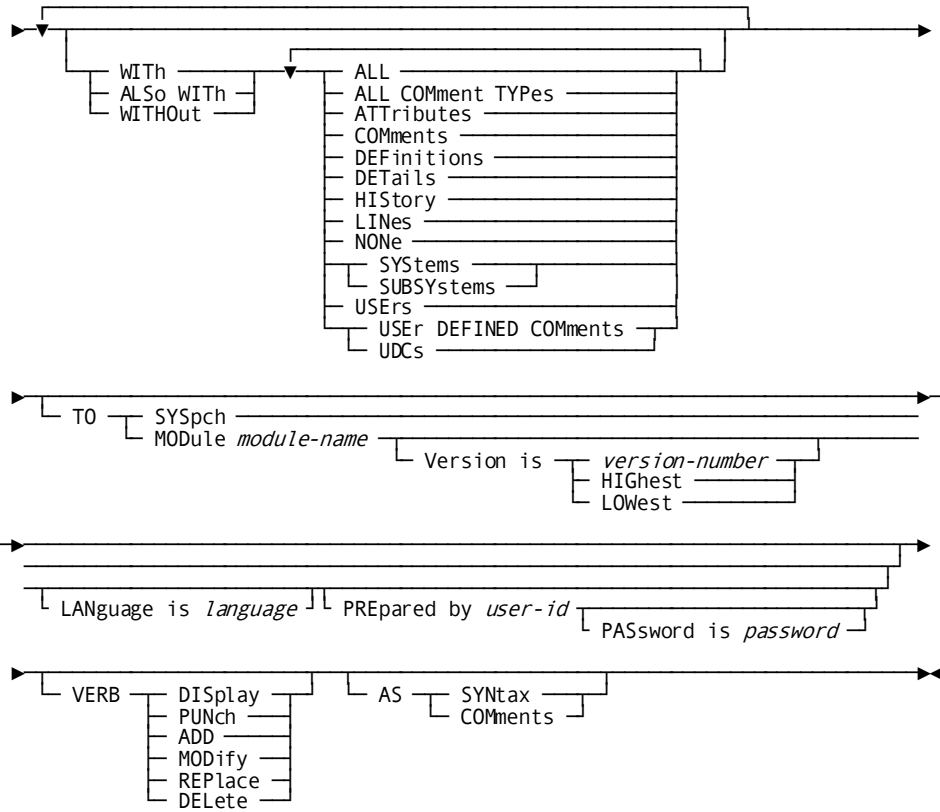 WITh
ALSo WITh
WITHOut
ALL
ALL COMment TYPes
ATTributes
COMments
DEFinitions
DETails
HIStory
LINes
NONe
SYStems
SUBSYstems
USErs
USEr DEFINED COMments
UDCs
TO SYSpch
MODule module-name
Version is version-number
HIGhest
LOWest
LANguage is language PREpared by user-id
PASsword is password
VERB DISplay AS SYNtax
PUNch COMments
ADD
MODify
REPlace
DELete